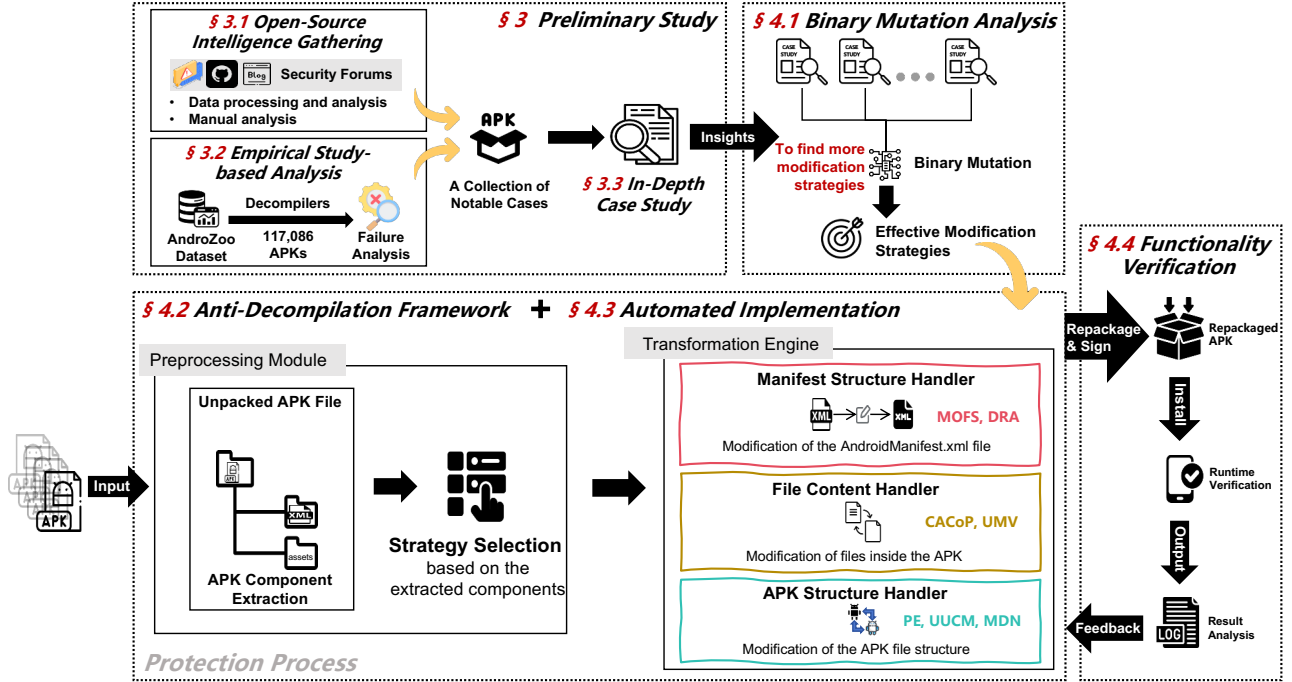 § 3.1 Open-Source
Intelligence Gathering
Blog
Security Forums
• Data processing and analysis
• Manual analysis
§ 3.2 Empirical Study-
based Analysis
Decompilers
AndroZoo
Dataset
117,086
APKs
Failure
Analysis
§ 3 Preliminary Study
APK
A Collection of
Notable Cases
§ 3.3 In-Depth
Case Study
Insights
§ 4.1 Binary Mutation Analysis
CASE
STUDY
CASE
STUDY
CASE
STUDY
To find more
modification
strategies
Binary Mutation
Effective Modification
Strategies
§ 4.2 Anti-Decompilation Framework + § 4.3 Automated Implementation
APK
Input
Preprocessing Module
Unpacked APK File
APK
XML
assets
APK Component
Extraction
Strategy Selection
based on the
extracted components
Transformation Engine
Manifest Structure Handler
XML
XML
MOFS, DRA
Modification of the AndroidManifest.xml file
File Content Handler
CACoP, UMV
Modification of files inside the APK
APK Structure Handler
PE, UUCM, MDN
Modification of the APK file structure
Protection Process
§ 4.4 Functionality
Verification
Repackage
& Sign
Repackaged
APK
Install
Runtime
Verification
Output
LOG
Result
Analysis
Feedback